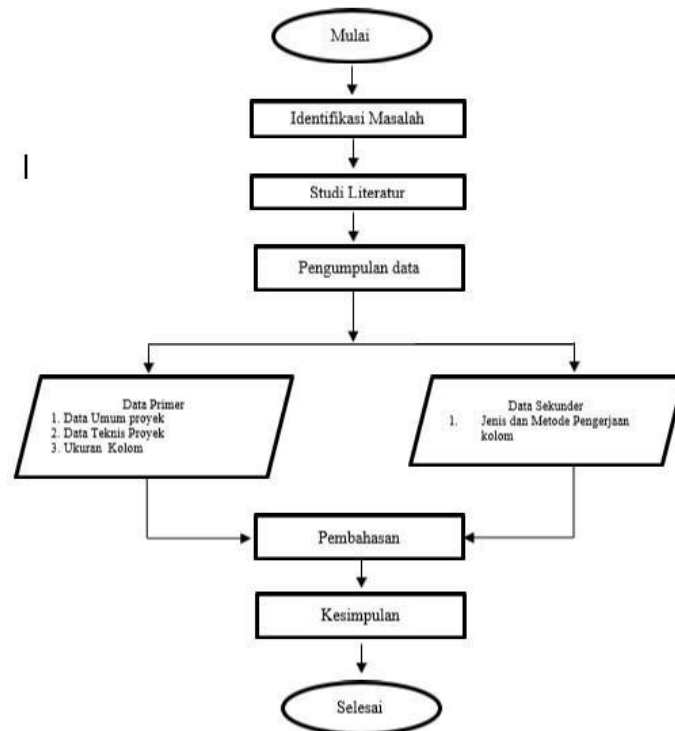 Mulai
Identifikasi Masalah
Studi Literatur
Pengumpulan data
Data Primer
1. Data Umum proyek
2. Data Teknis Proyek
3. Ukuran Kolom
Data Sekunder
1. Jenis dan Metode Pengerjaan
kolom
Pembahasan
Kesimpulan
Selesai